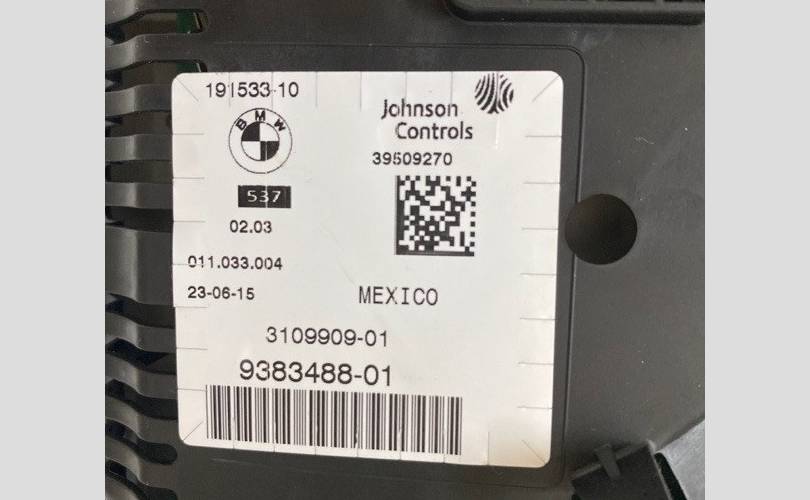 191533-10
BMW
Johnson
Controls
39509270
537
02.03
011.033.004
23-06-15
MEXICO
3109909-01
9383488-01